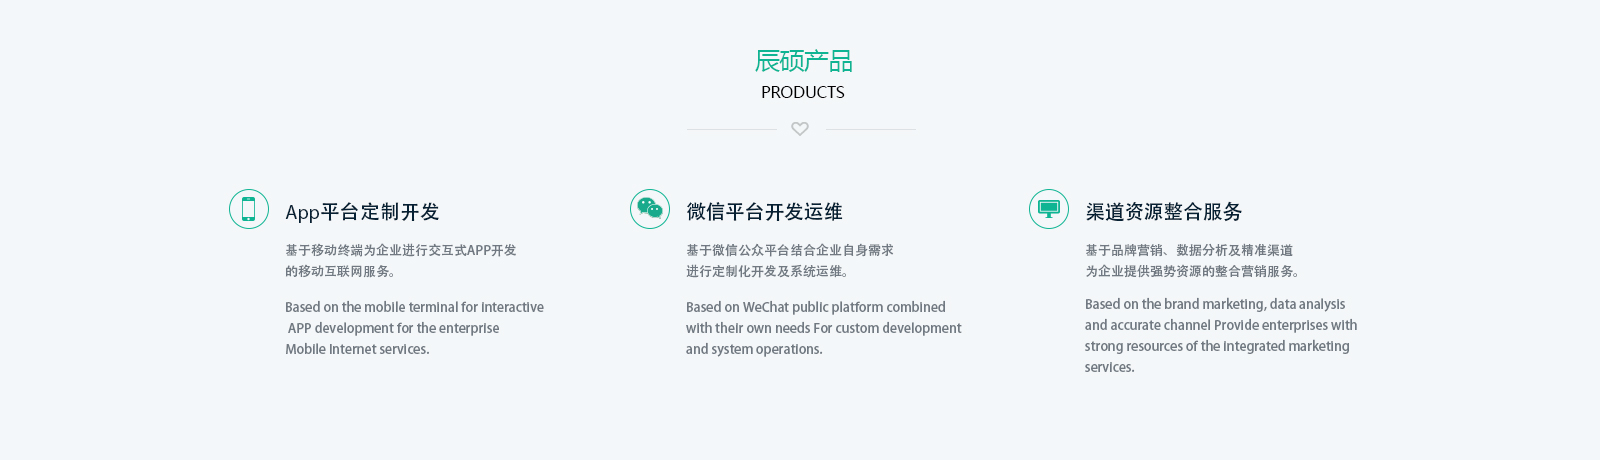 辰硕产品
PRODUCTS
App平台定制开发
基于移动终端为企业进行交互式APP开发
的移动互联网服务。
Based on the mobile terminal for interactive
APP development for the enterprise
Mobile Internet services.
微信平台开发运维
基于微信公众平台结合企业自身需求
进行定制化开发及系统运维。
Based on WeChat public platform combined
with their own needs For custom development
and system operations.
渠道资源整合服务
基于品牌营销、数据分析及精准渠道
为企业提供强势资源的整合营销服务。
Based on the brand marketing, data analysis
and accurate channel Provide enterprises with
strong resources of the integrated marketing
services.